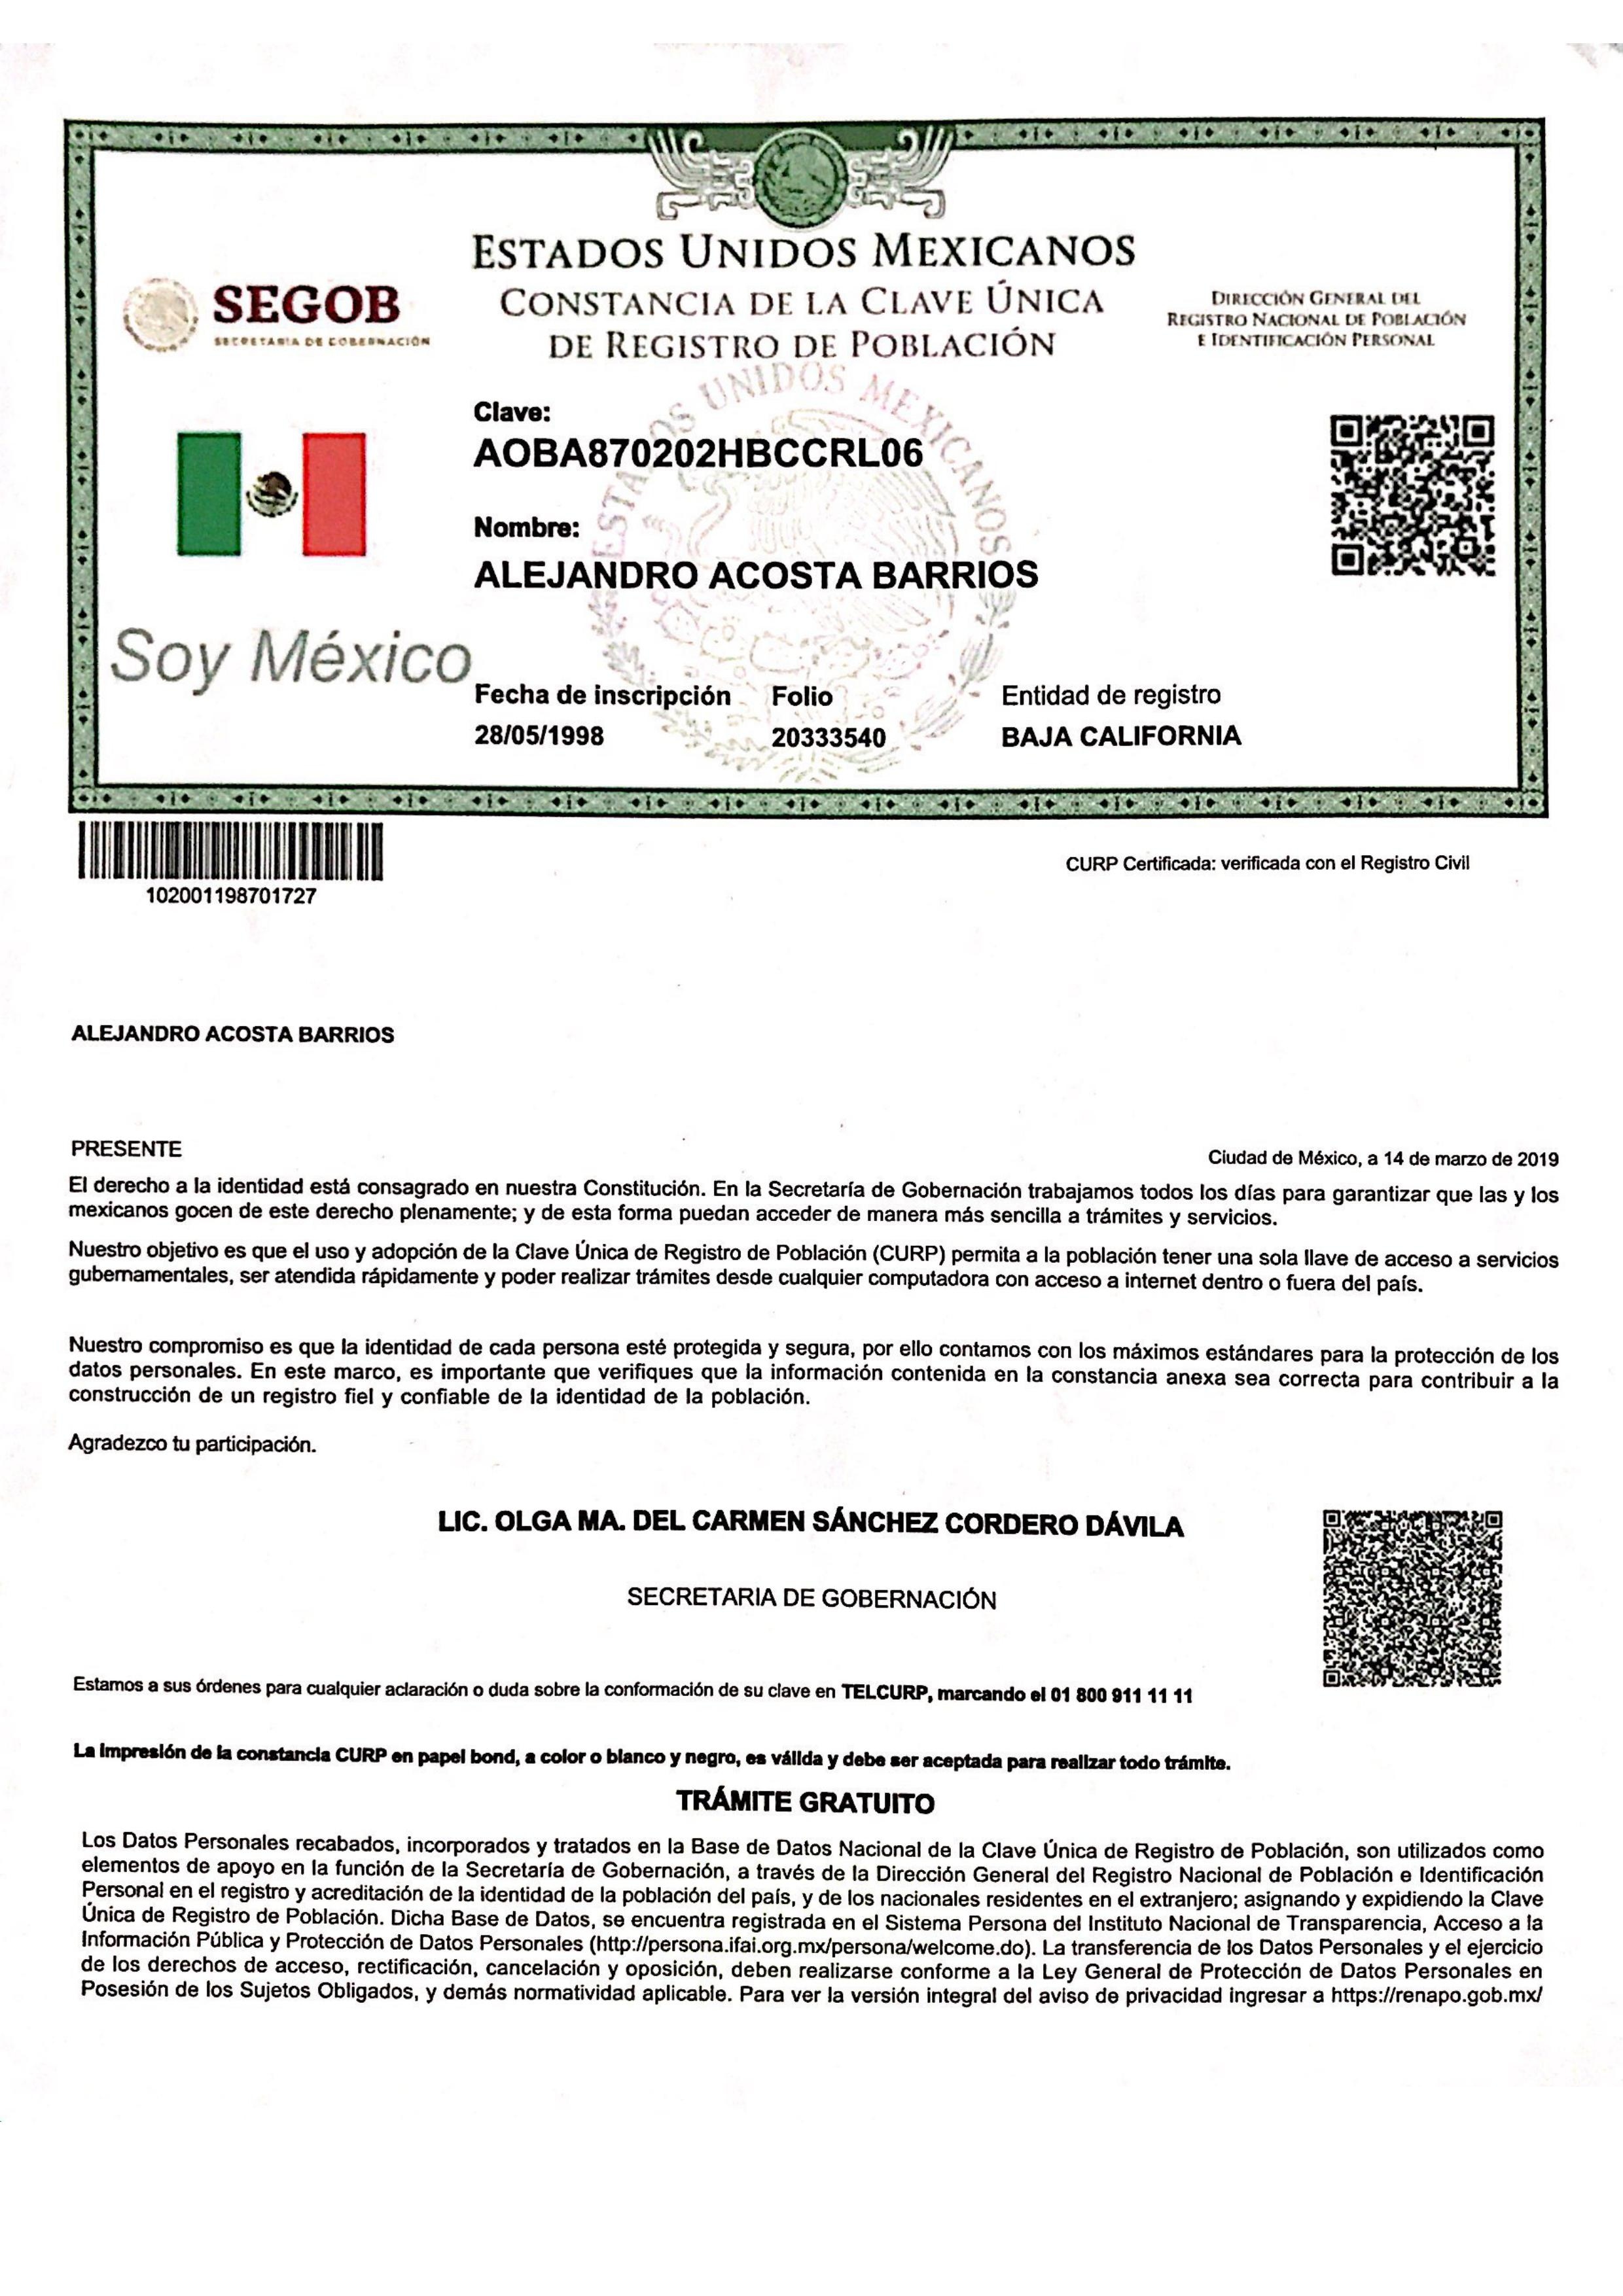 ESTADOS UNIDOS MEXICANOS
CONSTANCIA DE LA CLAVE ÚNICA
DE REGISTRO DE POBLACIÓN
SEGOB
SECRETARÍA DE GOBERNACIÓN
DIRECCIÓN GENERAL DEL
REGISTRO NACIONAL DE POBLACIÓN
E IDENTIFICACIÓN PERSONAL
ESTADOS UNIDOS MEXICANOS
Clave:
AOBA870202HBCCRL06
Nombre:
ALEJANDRO ACOSTA BARRIOS
Soy México
Fecha de inscripción Folio Entidad de registro
28/05/1998 20333540 BAJA CALIFORNIA
102001198701727
CURP Certificada: verificada con el Registro Civil
ALEJANDRO ACOSTA BARRIOS
PRESENTE
Ciudad de México, a 14 de marzo de 2019
El derecho a la identidad está consagrado en nuestra Constitución. En la Secretaría de Gobernación trabajamos todos los días para garantizar que las y los
mexicanos gocen de este derecho plenamente; y de esta forma puedan acceder de manera más sencilla a trámites y servicios.
Nuestro objetivo es que el uso y adopción de la Clave Única de Registro de Población (CURP) permita a la población tener una sola llave de acceso a servicios
gubernamentales, ser atendida rápidamente y poder realizar trámites desde cualquier computadora con acceso a internet dentro o fuera del país.
Nuestro compromiso es que la identidad de cada persona esté protegida y segura, por ello contamos con los máximos estándares para la protección de los
datos personales. En este marco, es importante que verifiques que la información contenida en la constancia anexa sea correcta para contribuir a la
construcción de un registro fiel y confiable de la identidad de la población.
Agradezco tu participación.
LIC. OLGA MA. DEL CARMEN SÁNCHEZ CORDERO DÁVILA
SECRETARIA DE GOBERNACIÓN
Estamos a sus órdenes para cualquier aclaración o duda sobre la conformación de su clave en TELCURP, marcando el 01 800 911 11 11
La impresión de la constancia CURP en papel bond, a color o blanco y negro, es válida y debe ser aceptada para realizar todo trámite.
TRÁMITE GRATUITO
Los Datos Personales recabados, incorporados y tratados en la Base de Datos Nacional de la Clave Única de Registro de Población, son utilizados como
elementos de apoyo en la función de la Secretaría de Gobernación, a través de la Dirección General del Registro Nacional de Población e Identificación
Personal en el registro y acreditación de la identidad de la población del país, y de los nacionales residentes en el extranjero; asignando y expidiendo la Clave
Única de Registro de Población. Dicha Base de Datos, se encuentra registrada en el Sistema Persona del Instituto Nacional de Transparencia, Acceso a la
Información Pública y Protección de Datos Personales (http://persona.ifai.org.mx/persona/welcome.do). La transferencia de los Datos Personales y el ejercicio
de los derechos de acceso, rectificación, cancelación y oposición, deben realizarse conforme a la Ley General de Protección de Datos Personales en
Posesión de los Sujetos Obligados, y demás normatividad aplicable. Para ver la versión integral del aviso de privacidad ingresar a https://renapo.gob.mx/